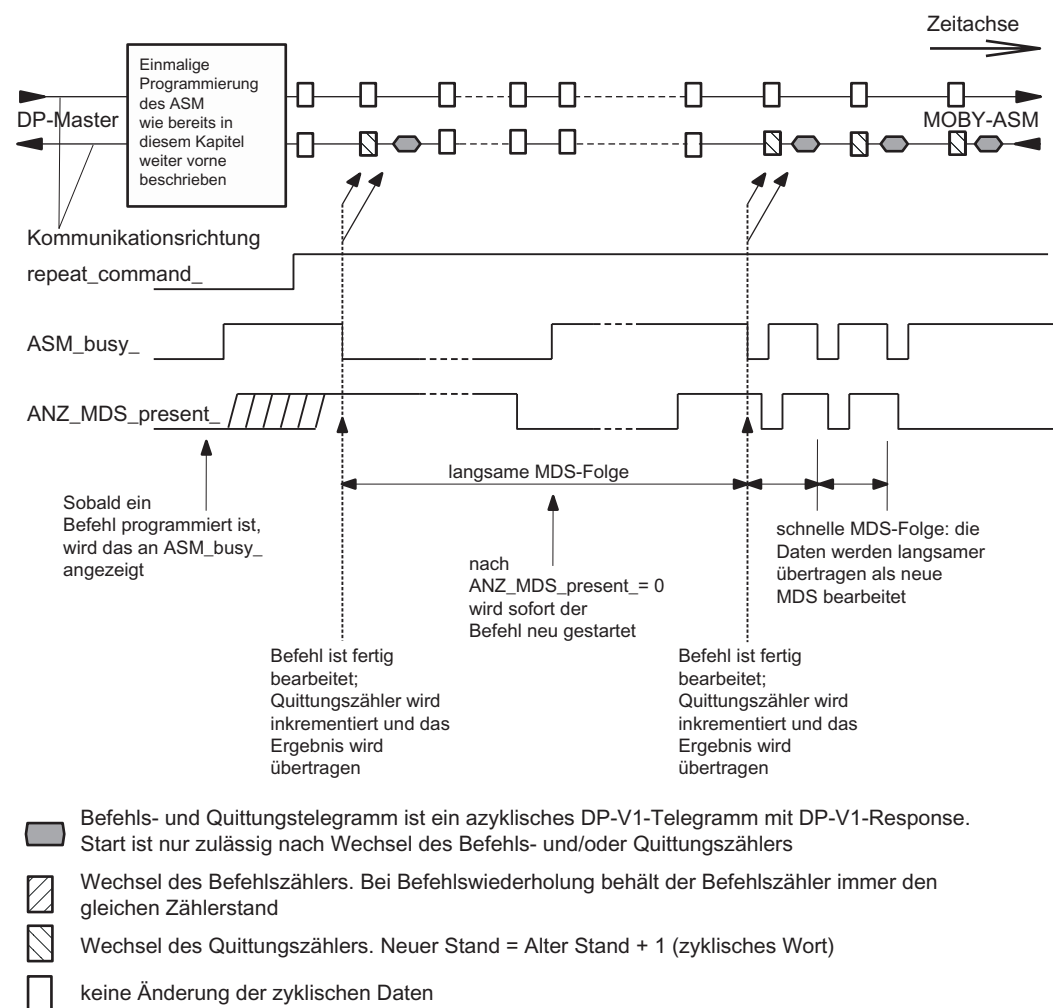 Zeitachse
Einmalige
Programmierung
des ASM
wie bereits in
diesem Kapitel
weiter vorne
beschrieben
DP-Master
MOBY-ASM
Kommunikationsrichtung
repeat_command_
ASM_busy_
ANZ_MDS_present_
langsame MDS-Folge
Sobald ein
Befehl programmiert ist,
wird das an ASM_busy_
angezeigt
nach
ANZ_MDS_present_= 0
wird sofort der
Befehl neu gestartet
schnelle MDS-Folge: die
Daten werden langsamer
übertragen als neue
MDS bearbeitet
Befehl ist fertig
bearbeitet;
Quittungszähler wird
inkrementiert und das
Ergebnis wird
übertragen
Befehl ist fertig
bearbeitet;
Quittungszähler wird
inkrementiert und das
Ergebnis wird
übertragen
Befehls- und Quittungstelegramm ist ein azyklisches DP-V1-Telegramm mit DP-V1-Response.
Start ist nur zulässig nach Wechsel des Befehls- und/oder Quittungszählers
Wechsel des Befehlszählers. Bei Befehlswiederholung behält der Befehlszähler immer den
gleichen Zählerstand
Wechsel des Quittungszählers. Neuer Stand = Alter Stand + 1 (zyklisches Wort)
keine Änderung der zyklischen Daten